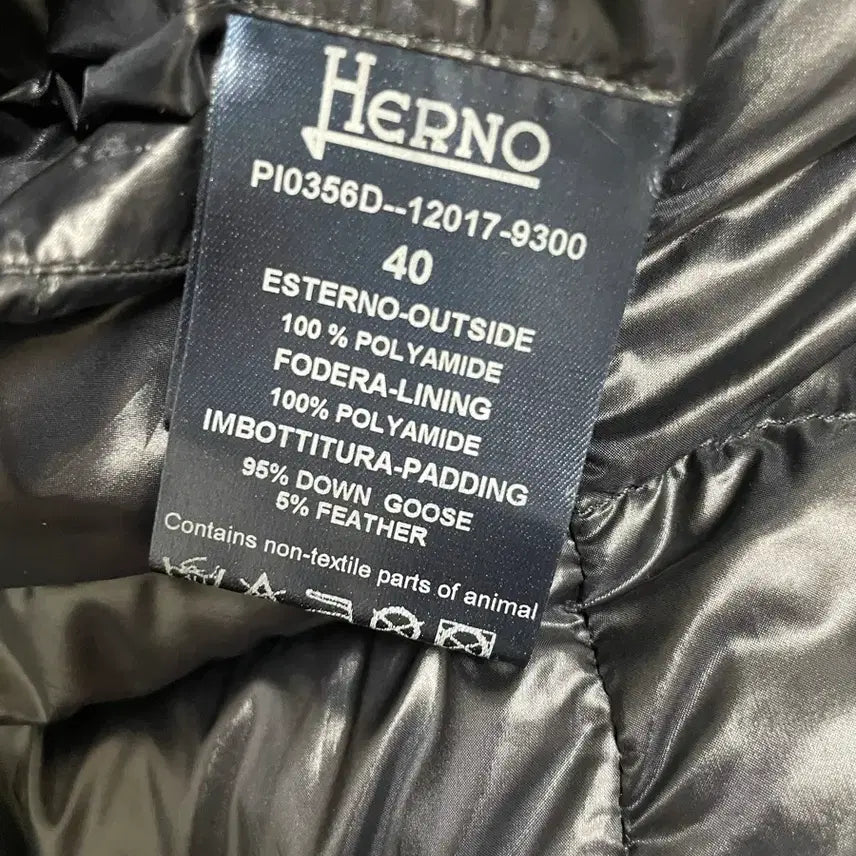 HERNO
PI0356D--12017-9300
40
ESTERNO-OUTSIDE
100 % POLYAMIDE
FODERA-LINING
100% POLYAMIDE
IMBOTTITURA-PADDING
95% DOWN GOOSE
5% FEATHER
Contains non-textile parts of animal